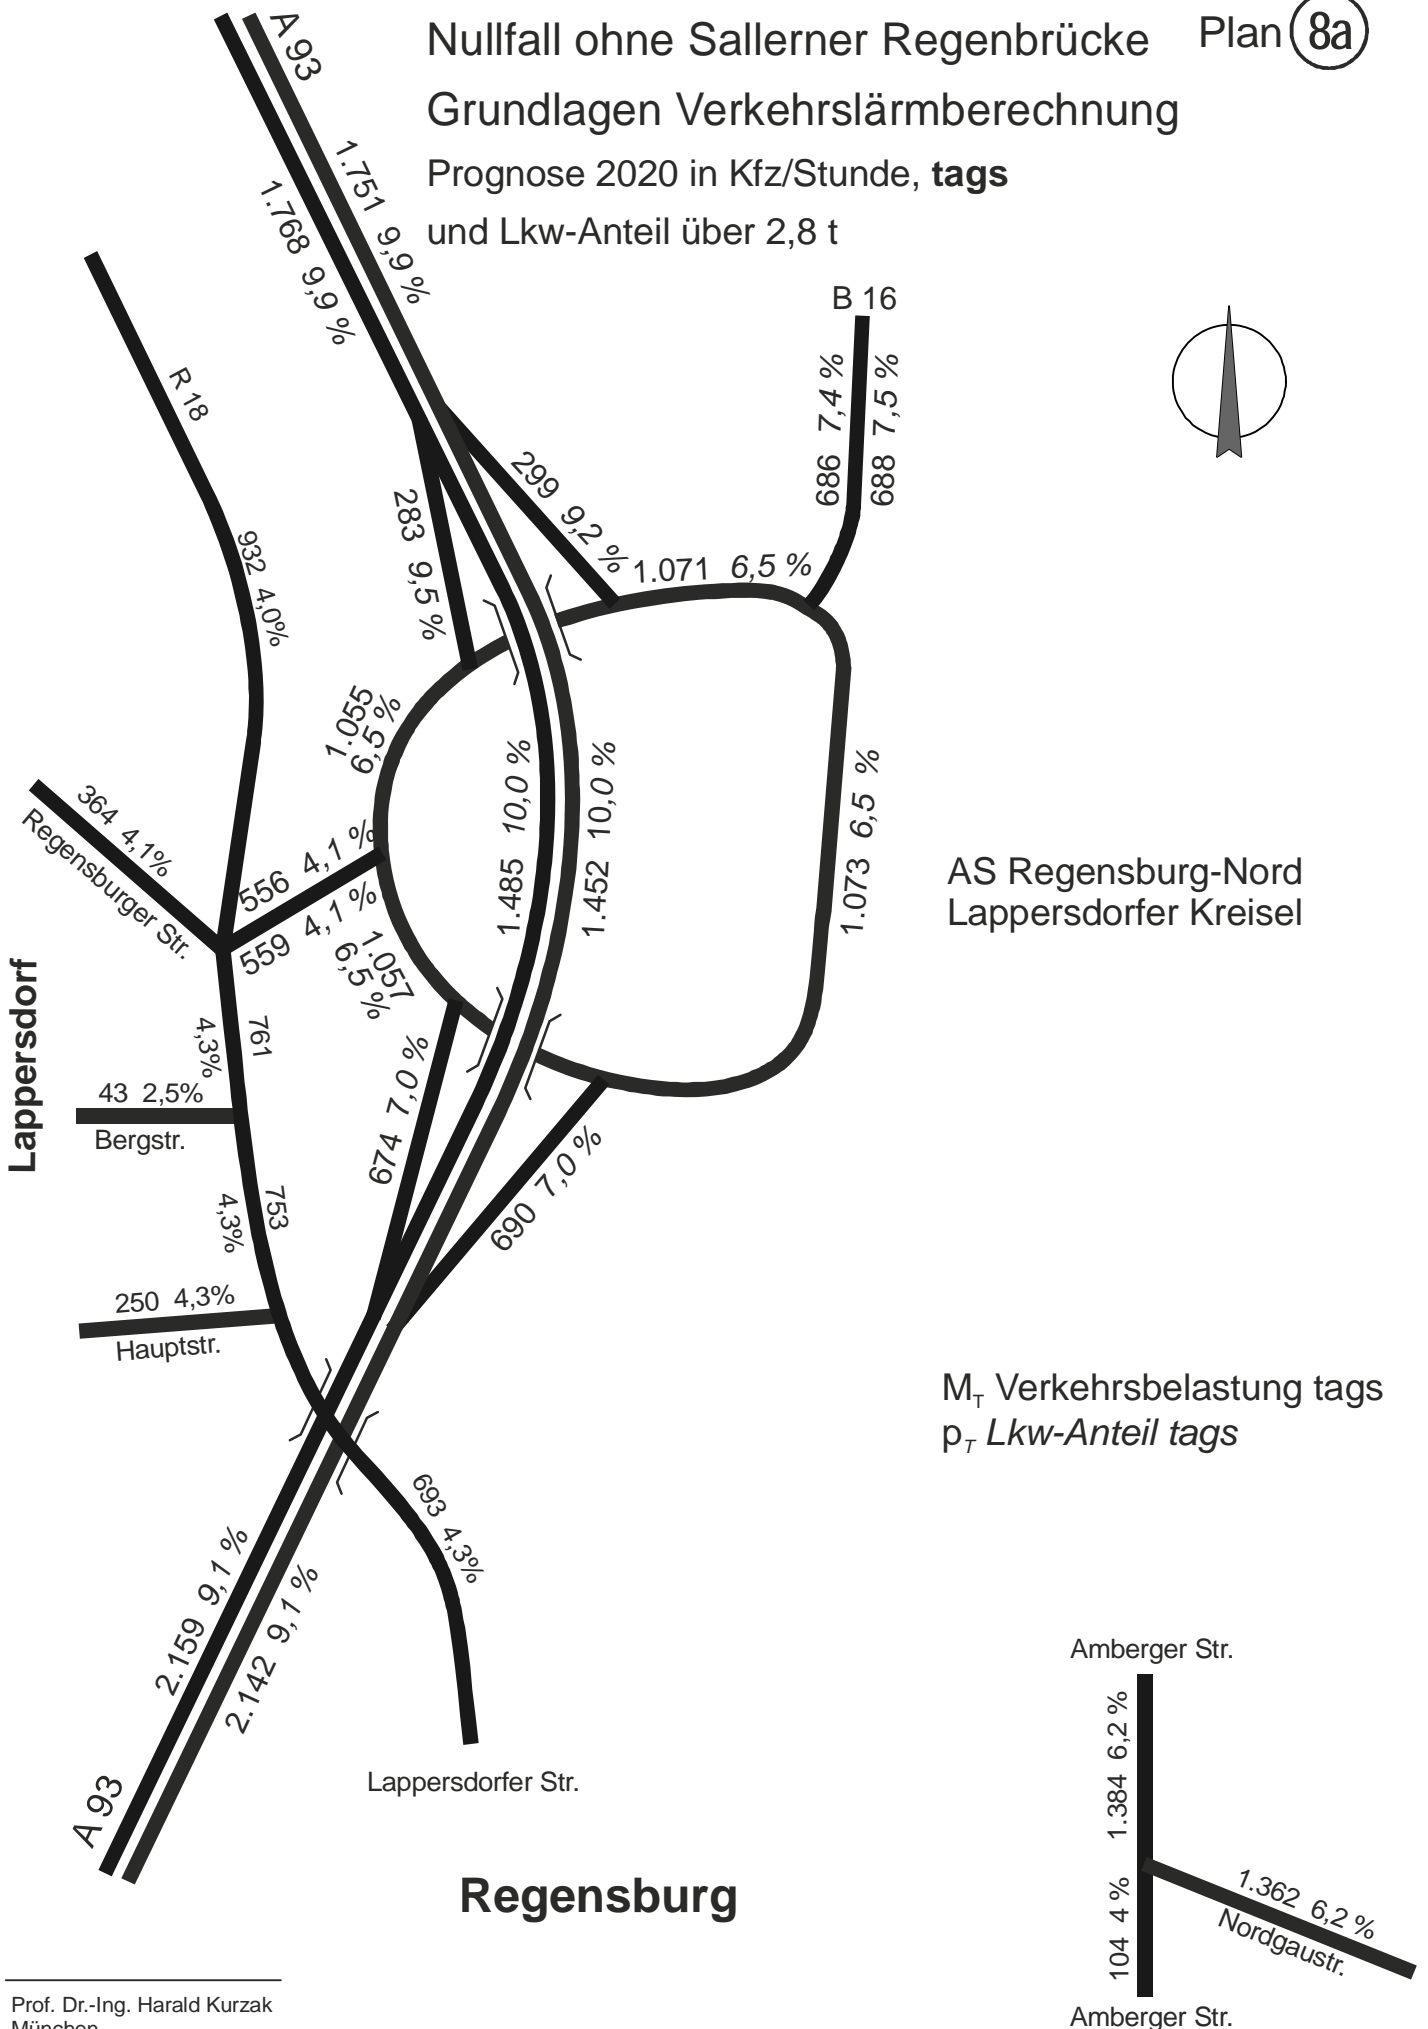 Nullfall ohne Sallerner Regenbrücke
Plan 8a
Grundlagen Verkehrslärmberechnung
Prognose 2020 in Kfz/Stunde, tags
und Lkw-Anteil über 2,8 t
A 93
1.751 9,9 %
1.768 9,9 %
R 18
B 16
686 7,4 %
688 7,5 %
299 9,2 %
283 9,5 %
1.071 6,5 %
932 4,0%
1.055
6,5 %
364 4,1%
Regensburger Str.
556 4,1 %
559 4,1 %
1.485 10,0 %
1.452 10,0 %
1.073 6,5 %
AS Regensburg-Nord
Lappersdorfer Kreisel
1.057
6,5 %
Lappersdorf
761
4,3%
43 2,5%
Bergstr.
674 7,0 %
690 7,0 %
753
4,3%
250 4,3%
Hauptstr.
M_T Verkehrsbelastung tags
p_T Lkw-Anteil tags
693 4,3%
2.159 9,1 %
2.142 9,1 %
A 93
Lappersdorfer Str.
Regensburg
Amberger Str.
1.384 6,2 %
1.362 6,2 %
Nordgaustr.
104 4 %
Amberger Str.
Prof. Dr.-Ing. Harald Kurzak
München